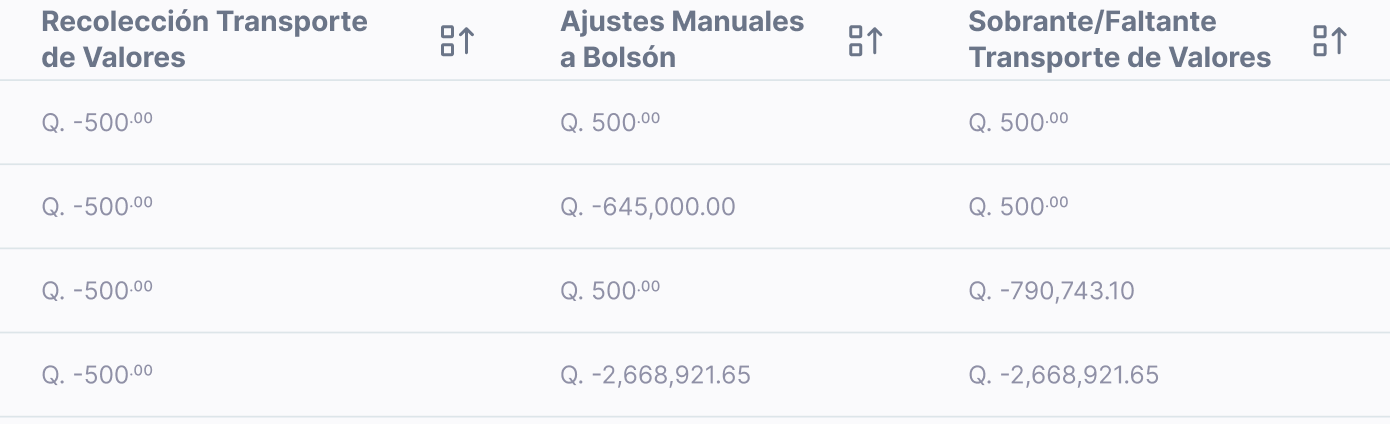 Recolección Transporte de Valores
Ajustes Manuales a Bolsón
Sobrante/Faltante Transporte de Valores
Q. -500.00 Q. 500.00 Q. 500.00
Q. -500.00 Q. -645,000.00 Q. 500.00
Q. -500.00 Q. 500.00 Q. -790,743.10
Q. -500.00 Q. -2,668,921.65 Q. -2,668,921.65